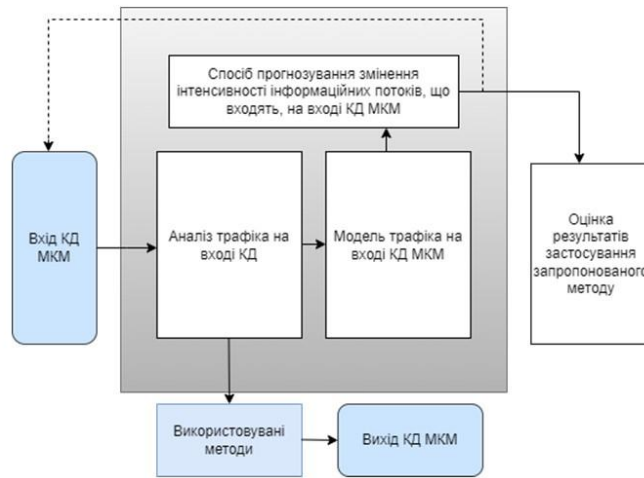 Спосіб прогнозування змінення
інтенсивності інформаційних потоків, що
входять, на вході КД МКМ
Вхід КД
МКМ
Аналіз трафіка на
вході КД
Модель трафіка на
вході КД МКМ
Оцінка
результатів
застосування
запропонованого
методу
Використовувані
методи
Вихід КД МКМ